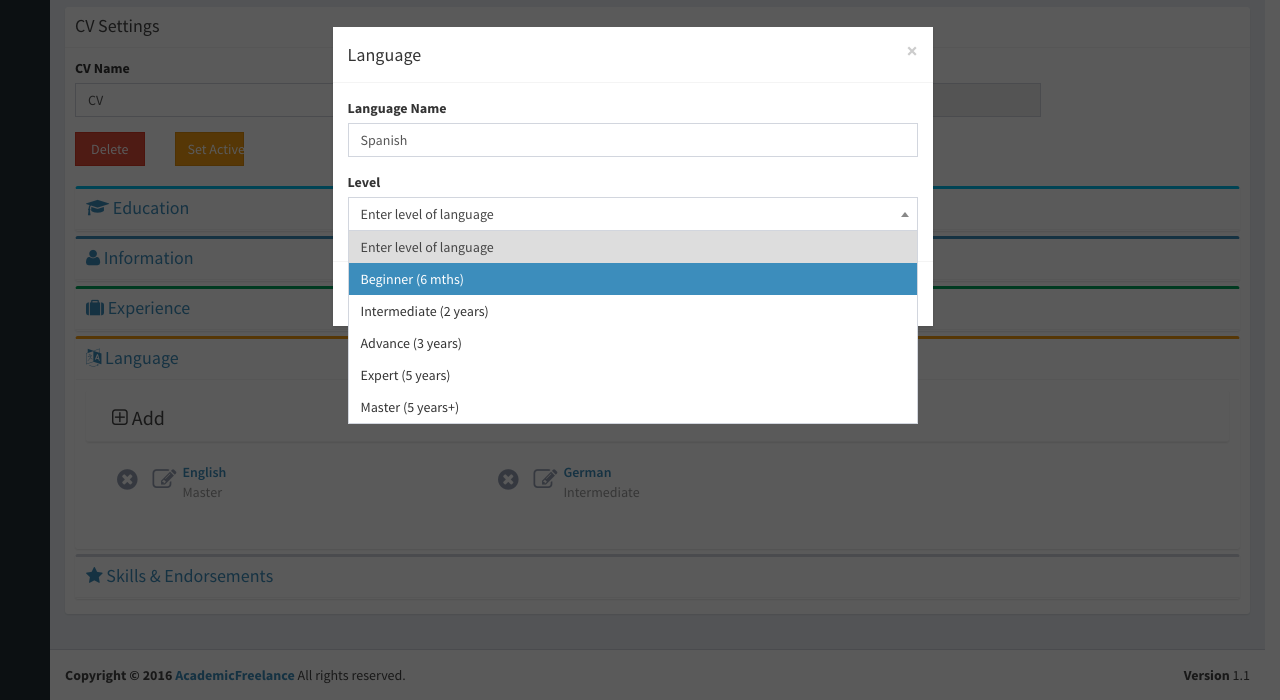 CV Settings
Language
×
CV Name
Language Name
CV
Spanish
Delete
Set Active
Level
Enter level of language
Education
Enter level of language
Information
Beginner (6 mths)
Experience
Intermediate (2 years)
Advance (3 years)
Language
Expert (5 years)
Master (5 years+)
Add
English
German
Master
Intermediate
Skills & Endorsements
Copyright © 2016 AcademicFreelance All rights reserved.
Version 1.1